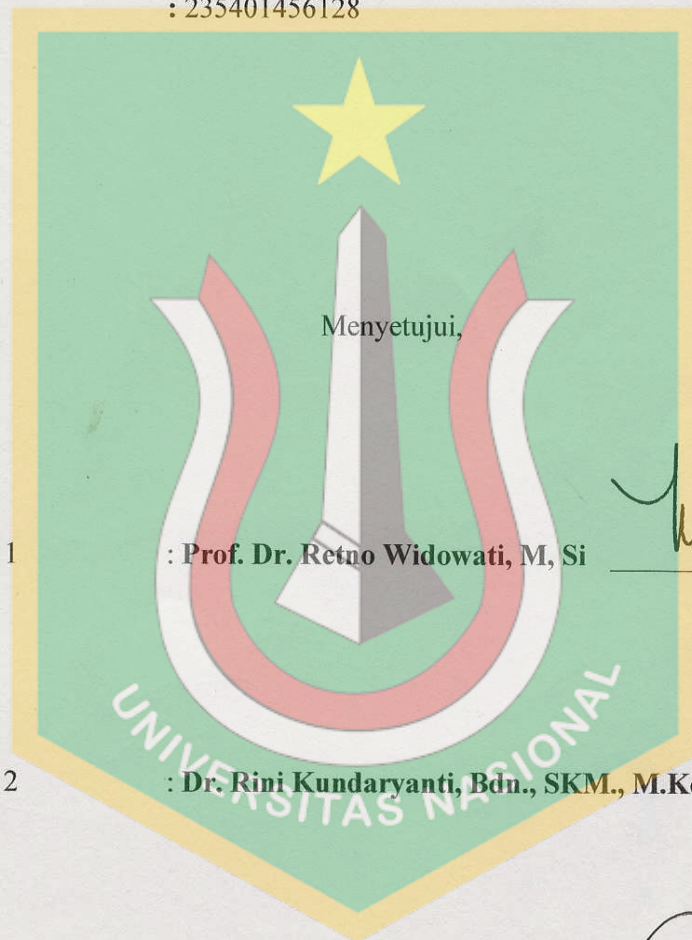 : 235401456128
Menyetujui,
1 : Prof. Dr. Retno Widowati, M, Si
2 : Dr. Rini Kundaryanti, Bdn., SKM., M.K
UNIVERSITAS NASIONAL